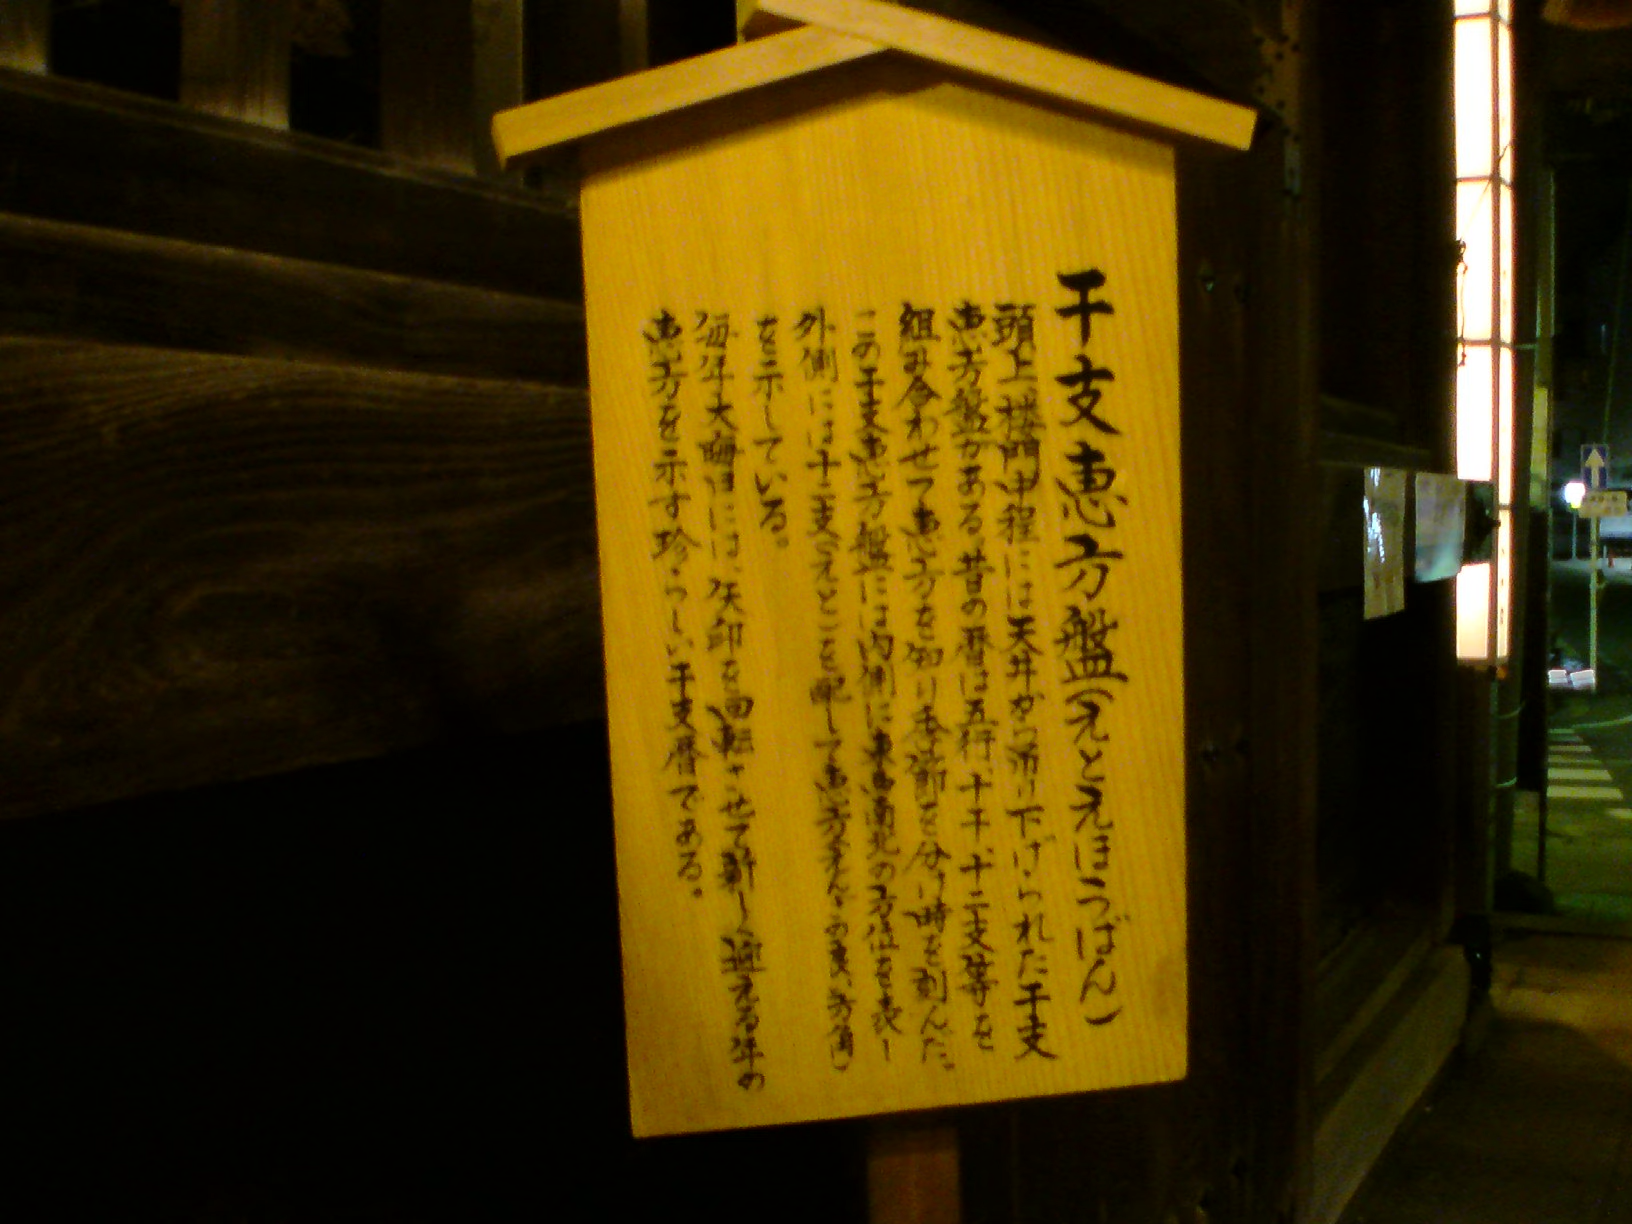 干支恵方盤(えとえほうばん)
頭上楼門中程には天井から吊り下げられた干支
恵方盤がある。昔の暦は五行、十干、十二支等を
組み合わせて恵方を知り季節を分け時を刻んだ。
この干支恵方盤には内側に東西南北の方位を表し
外側には十二支(えと)を配して恵方の方角
を示している。
毎年大晦日には、矢印を回転させて新しく迎える年の
恵方を示す珍らしい干支暦である。